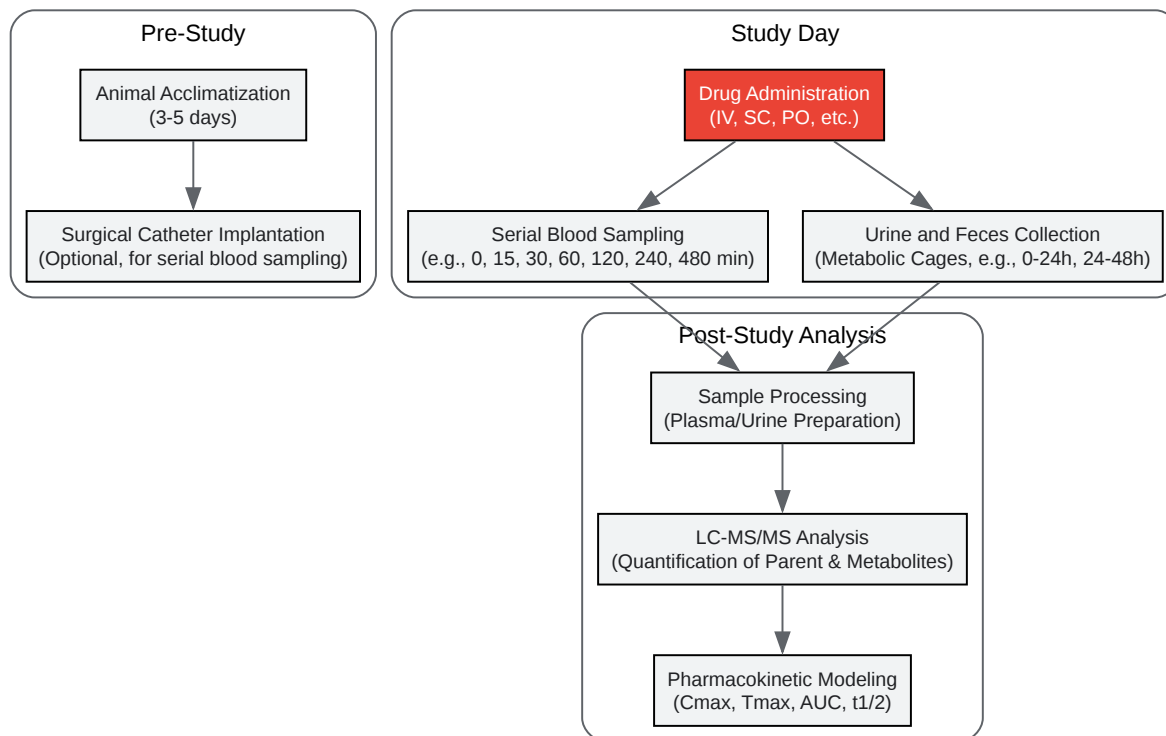 Pre-Study
Animal Acclimatization
(3-5 days)
Surgical Catheter Implantation
(Optional, for serial blood sampling)
Study Day
Drug Administration
(IV, SC, PO, etc.)
Serial Blood Sampling
(e.g., 0, 15, 30, 60, 120, 240, 480 min)
Urine and Feces Collection
(Metabolic Cages, e.g., 0-24h, 24-48h)
Post-Study Analysis
Sample Processing
(Plasma/Urine Preparation)
LC-MS/MS Analysis
(Quantification of Parent & Metabolites)
Pharmacokinetic Modeling
(Cmax, Tmax, AUC, t1/2)